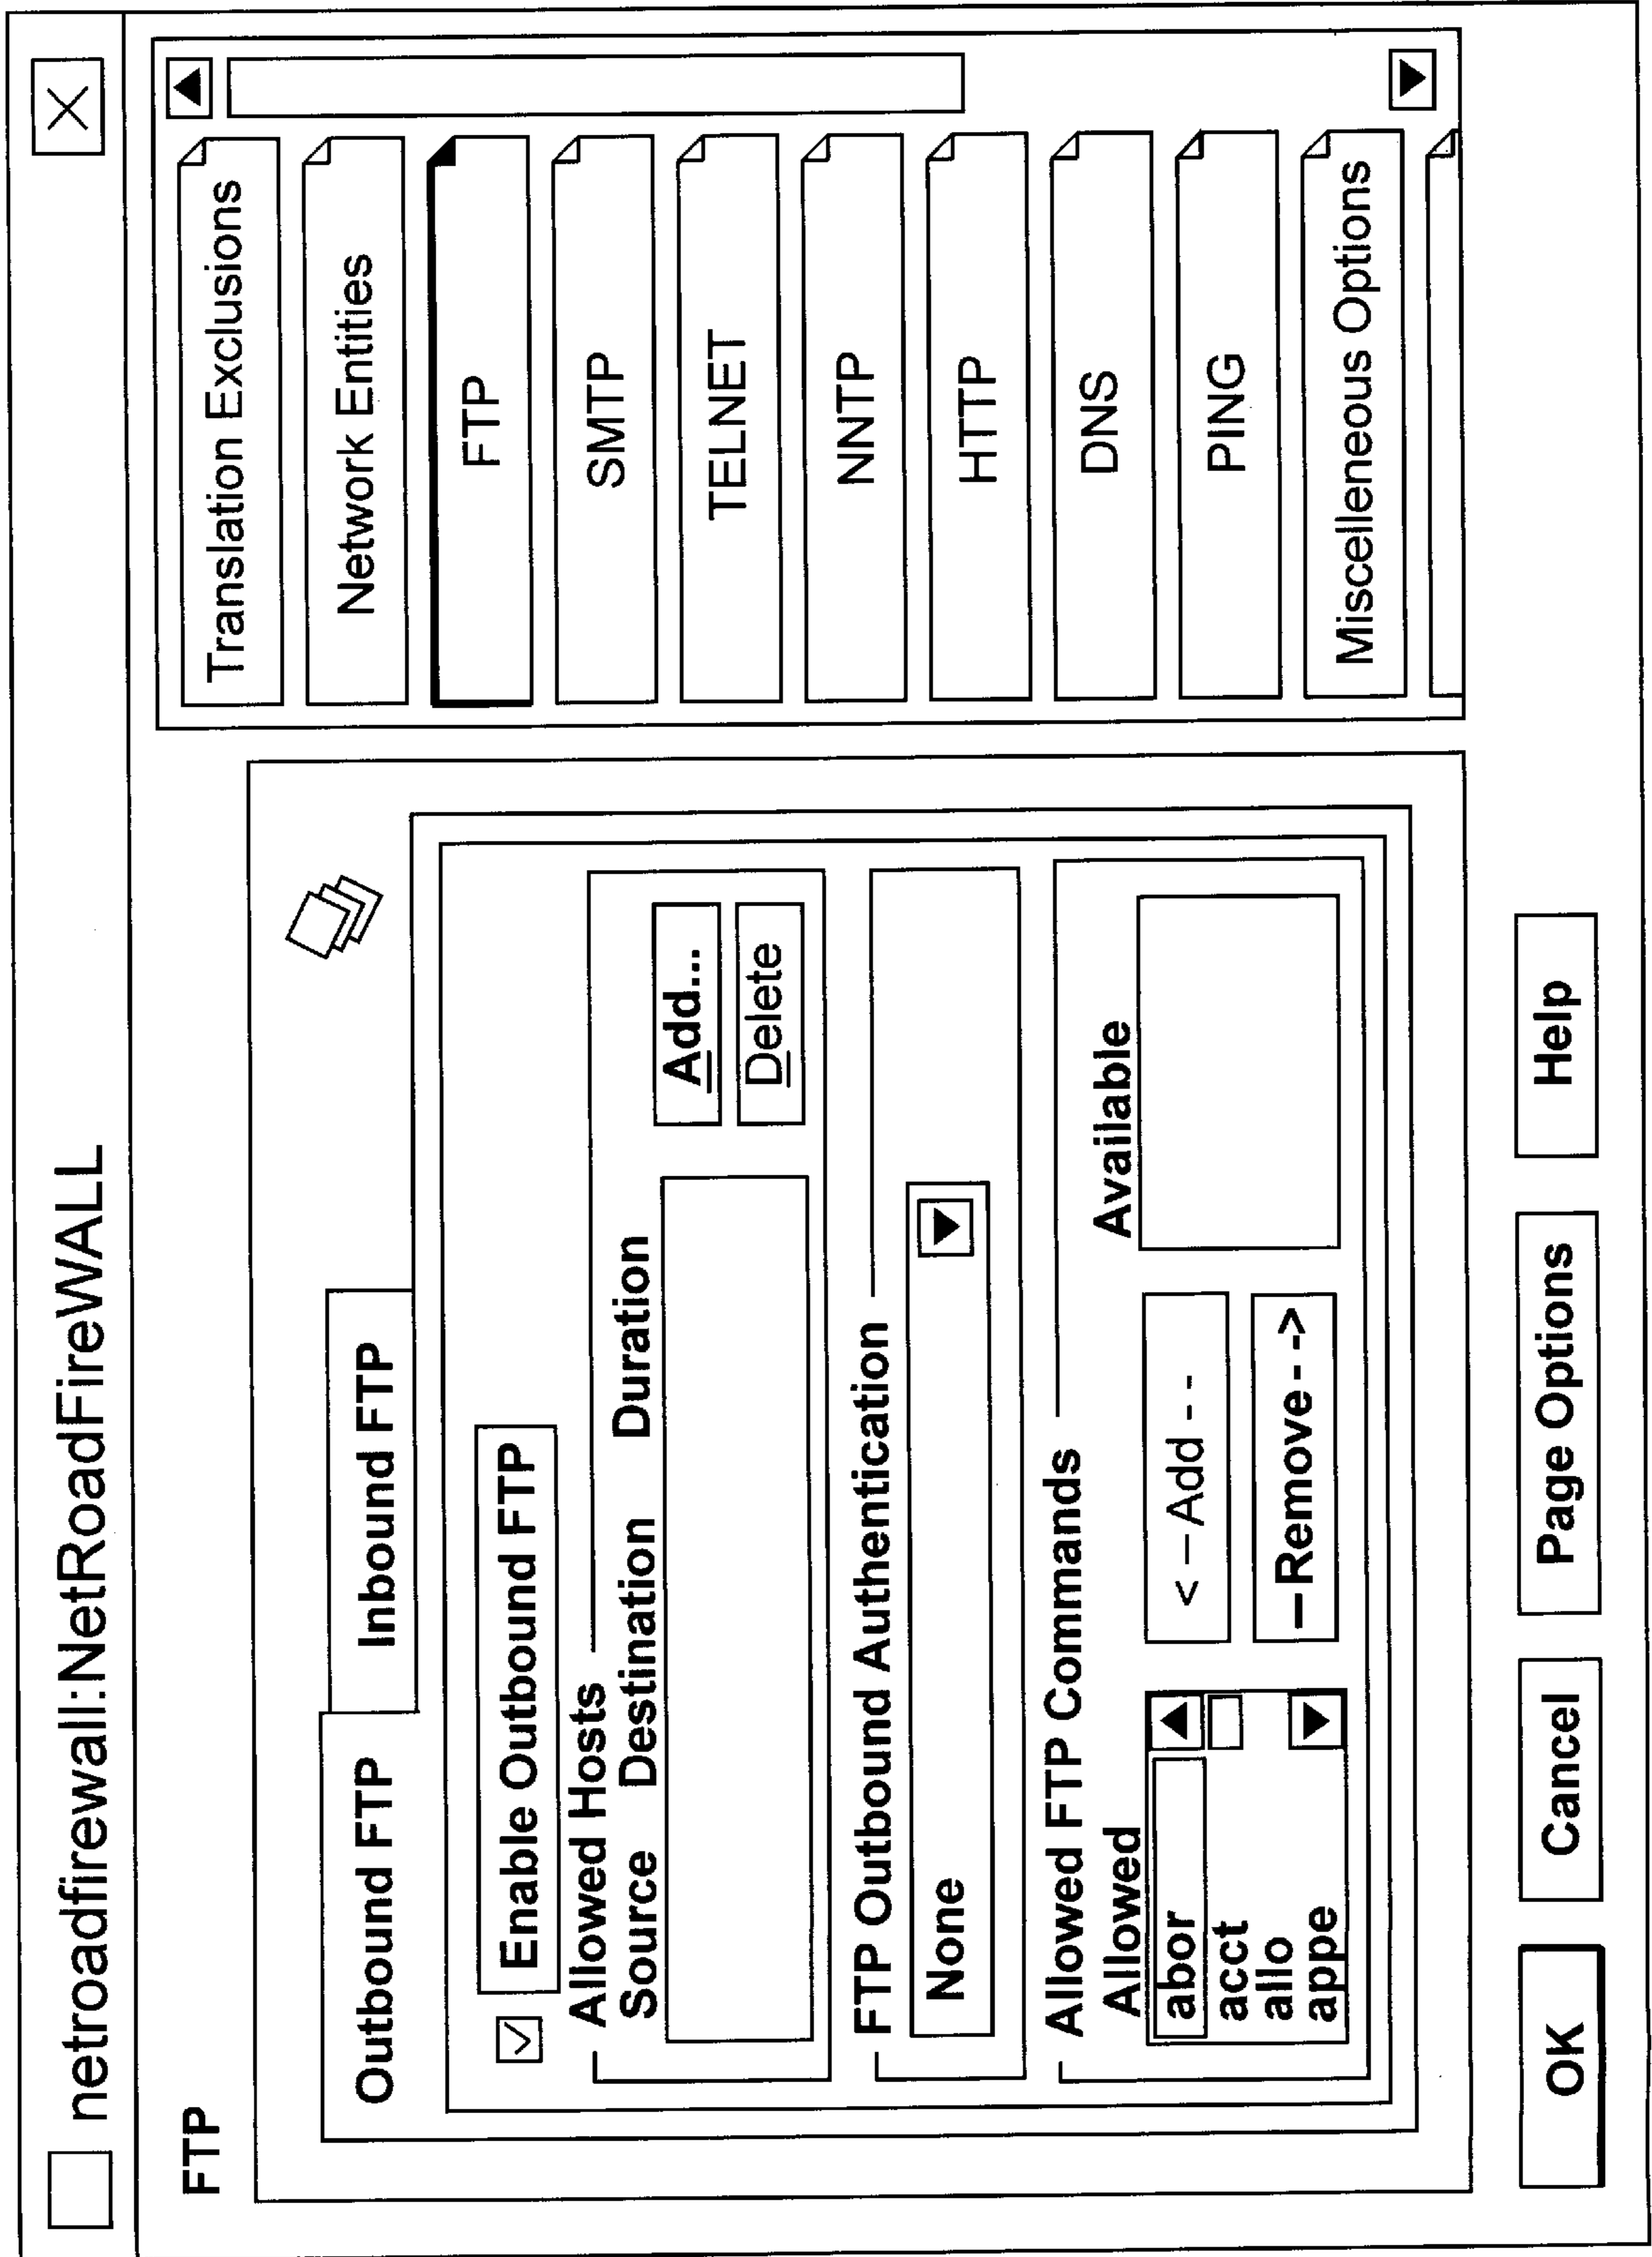 netroadfirewall:NetRoadFireWALL
FTP
Outbound FTP
Inbound FTP
Enable Outbound FTP
Allowed Hosts
Source Destination Duration
Add...
Delete
FTP Outbound Authentication
None
Allowed FTP Commands
Allowed
abor
acct
allo
appe
<–Add--
–Remove-->
Available
Translation Exclusions
Network Entities
FTP
SMTP
TELNET
NNTP
HTTP
DNS
PING
Miscelleneous Options
OK
Cancel
Page Options
Help